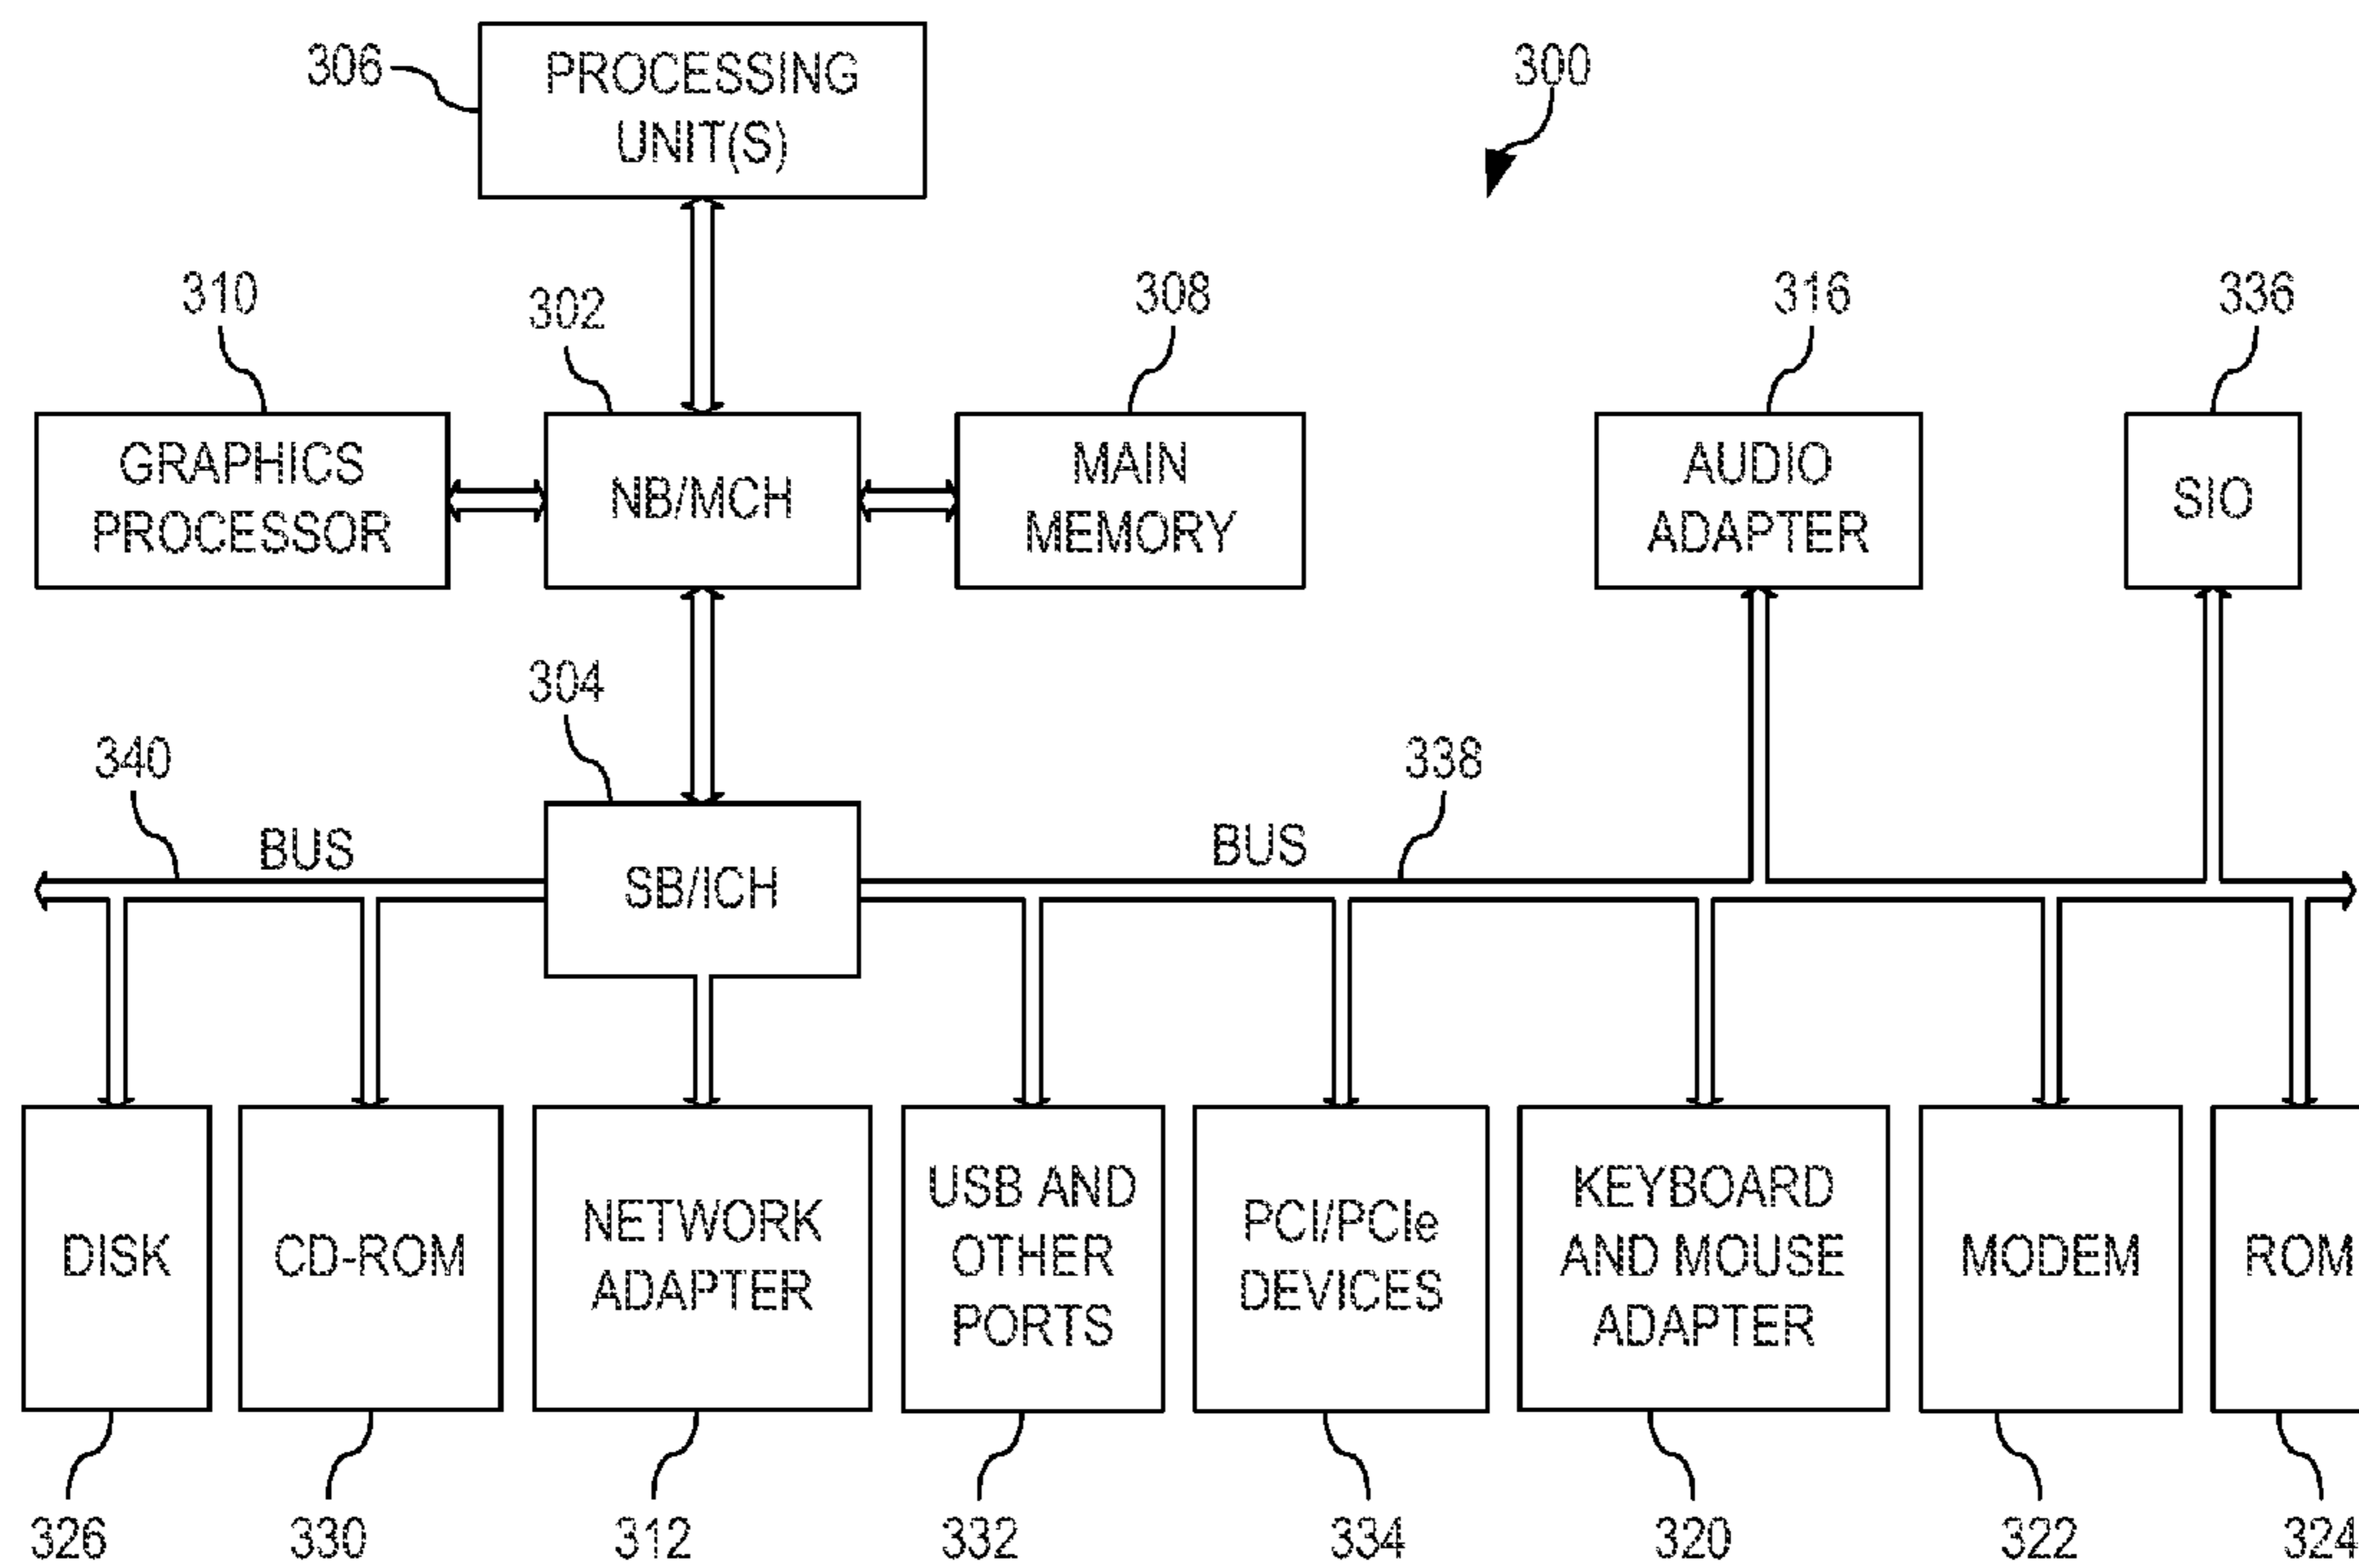 306
PROCESSING
UNIT(S)
300
310
302
308
316
336
GRAPHICS
PROCESSOR
NB/MCH
MAIN
MEMORY
AUDIO
ADAPTER
SIO
304
340
338
BUS
BUS
SB/ICH
DISK
CD-ROM
NETWORK
ADAPTER
USB AND
OTHER
PORTS
PCI/PCIe
DEVICES
KEYBOARD
AND MOUSE
ADAPTER
MODEM
ROM
326
330
312
332
334
320
322
324